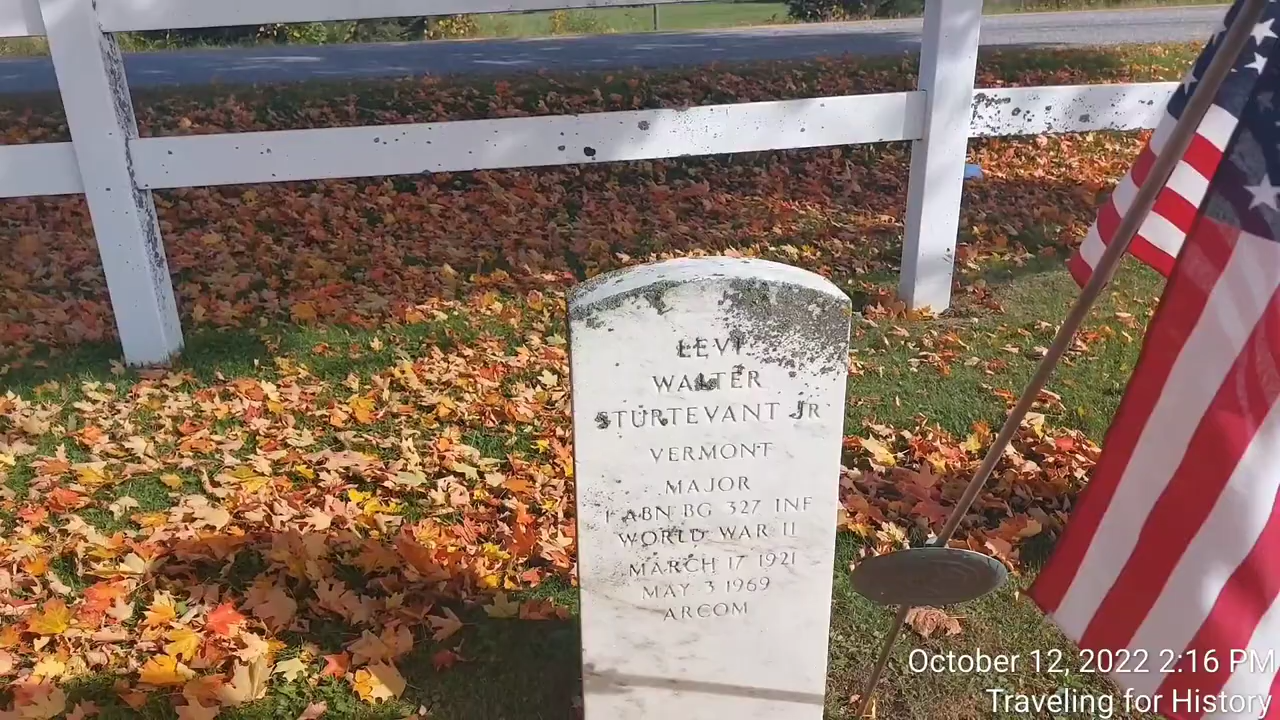 LEVI
WALTER
STURTEVANT JR
VERMONT
MAJOR
1 ABN BG 327 INF
WORLD WAR II
MARCH 17 1921
MAY 3 1969
ARCOM
October 12, 2022 2:16 PM
Traveling for History